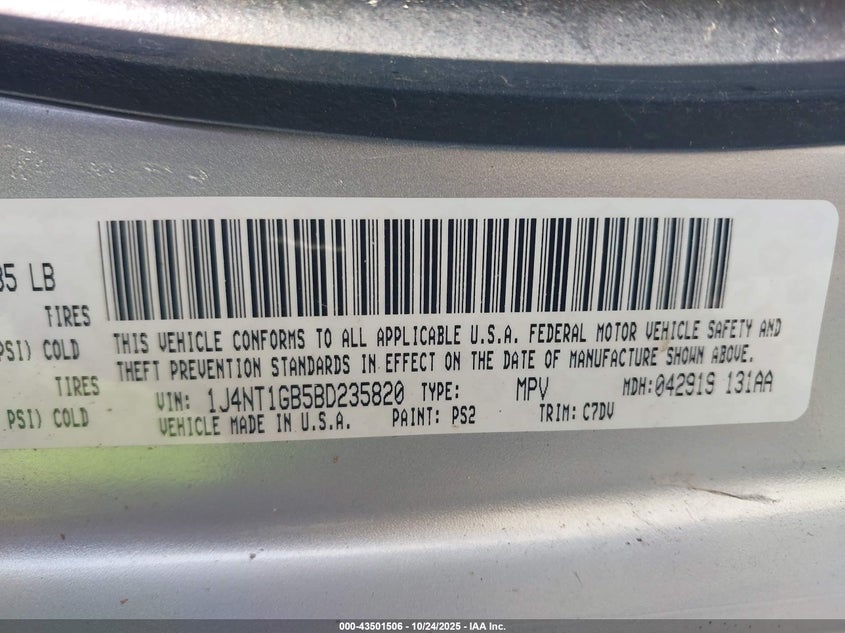 35 LB
TIRES
PSI) COLD
TIRES
PSI) COLD
THIS VEHICLE CONFORMS TO ALL APPLICABLE U.S.A. FEDERAL MOTOR VEHICLE SAFETY AND
THEFT PREVENTION STANDARDS IN EFFECT ON THE DATE OF MANUFACTURE SHOWN ABOVE.
VIN: 1J4NT1GB5BD235820 TYPE: MPV MDH:042919 131AA
VEHICLE MADE IN U.S.A. PAINT: PS2 TRIM: C7DV
000-43501506 - 10/24/2025 - IAA Inc.